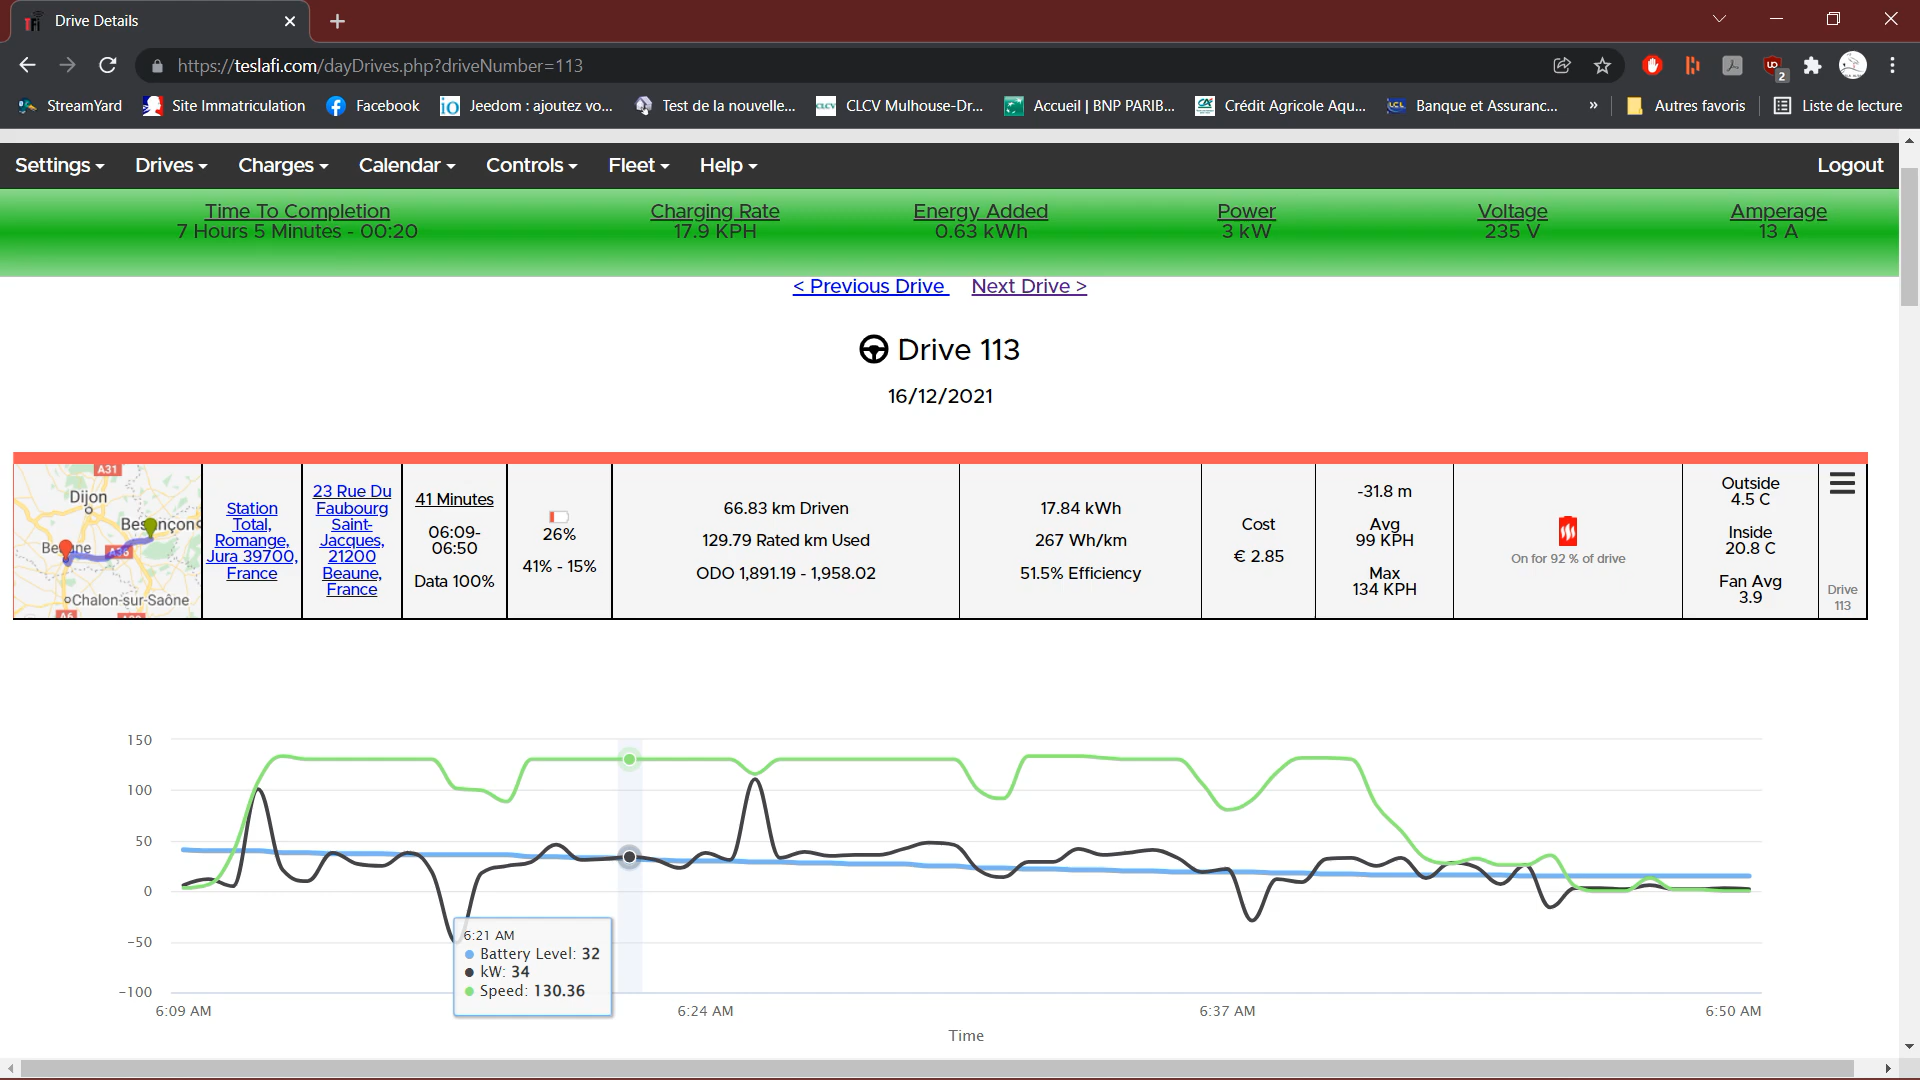 Drive Details
https://teslafi.com/dayDrives.php?driveNumber=113
2
StreamYard Site Immatriculation Facebook Jeedom : ajoutez vo... Test de la nouvelle... CLCV Mulhouse-Dr... Accueil | BNP PARIB... Crédit Agricole Aqu... Banque et Assuranc... » Autres favoris Liste de lecture
Settings Drives Charges Calendar Controls Fleet Help Logout
Time To Completion
7 Hours 5 Minutes - 00:20
Charging Rate
17.9 KPH
Energy Added
0.63 kWh
Power
3 kW
Voltage
235 V
Amperage
13 A
< Previous Drive Next Drive >
Drive 113
16/12/2021
A31
Dijon
Besançon
Beaune
A36
Chalon-sur-Saône
A6
Station
Total,
Romange,
Jura 39700,
France
23 Rue Du
Faubourg
Saint-
Jacques,
21200
Beaune,
France
41 Minutes
06:09-
06:50
Data 100%
26%
41% - 15%
66.83 km Driven
129.79 Rated km Used
ODO 1,891.19 - 1,958.02
17.84 kWh
267 Wh/km
51.5% Efficiency
Cost
€ 2.85
-31.8 m
Avg
99 KPH
Max
134 KPH
On for 92 % of drive
Outside
4.5 C
Inside
20.8 C
Fan Avg
3.9
Drive
113
150
100
50
0
-50
-100
6:21 AM
Battery Level: 32
kW: 34
Speed: 130.36
6:09 AM 6:24 AM 6:37 AM 6:50 AM
Time